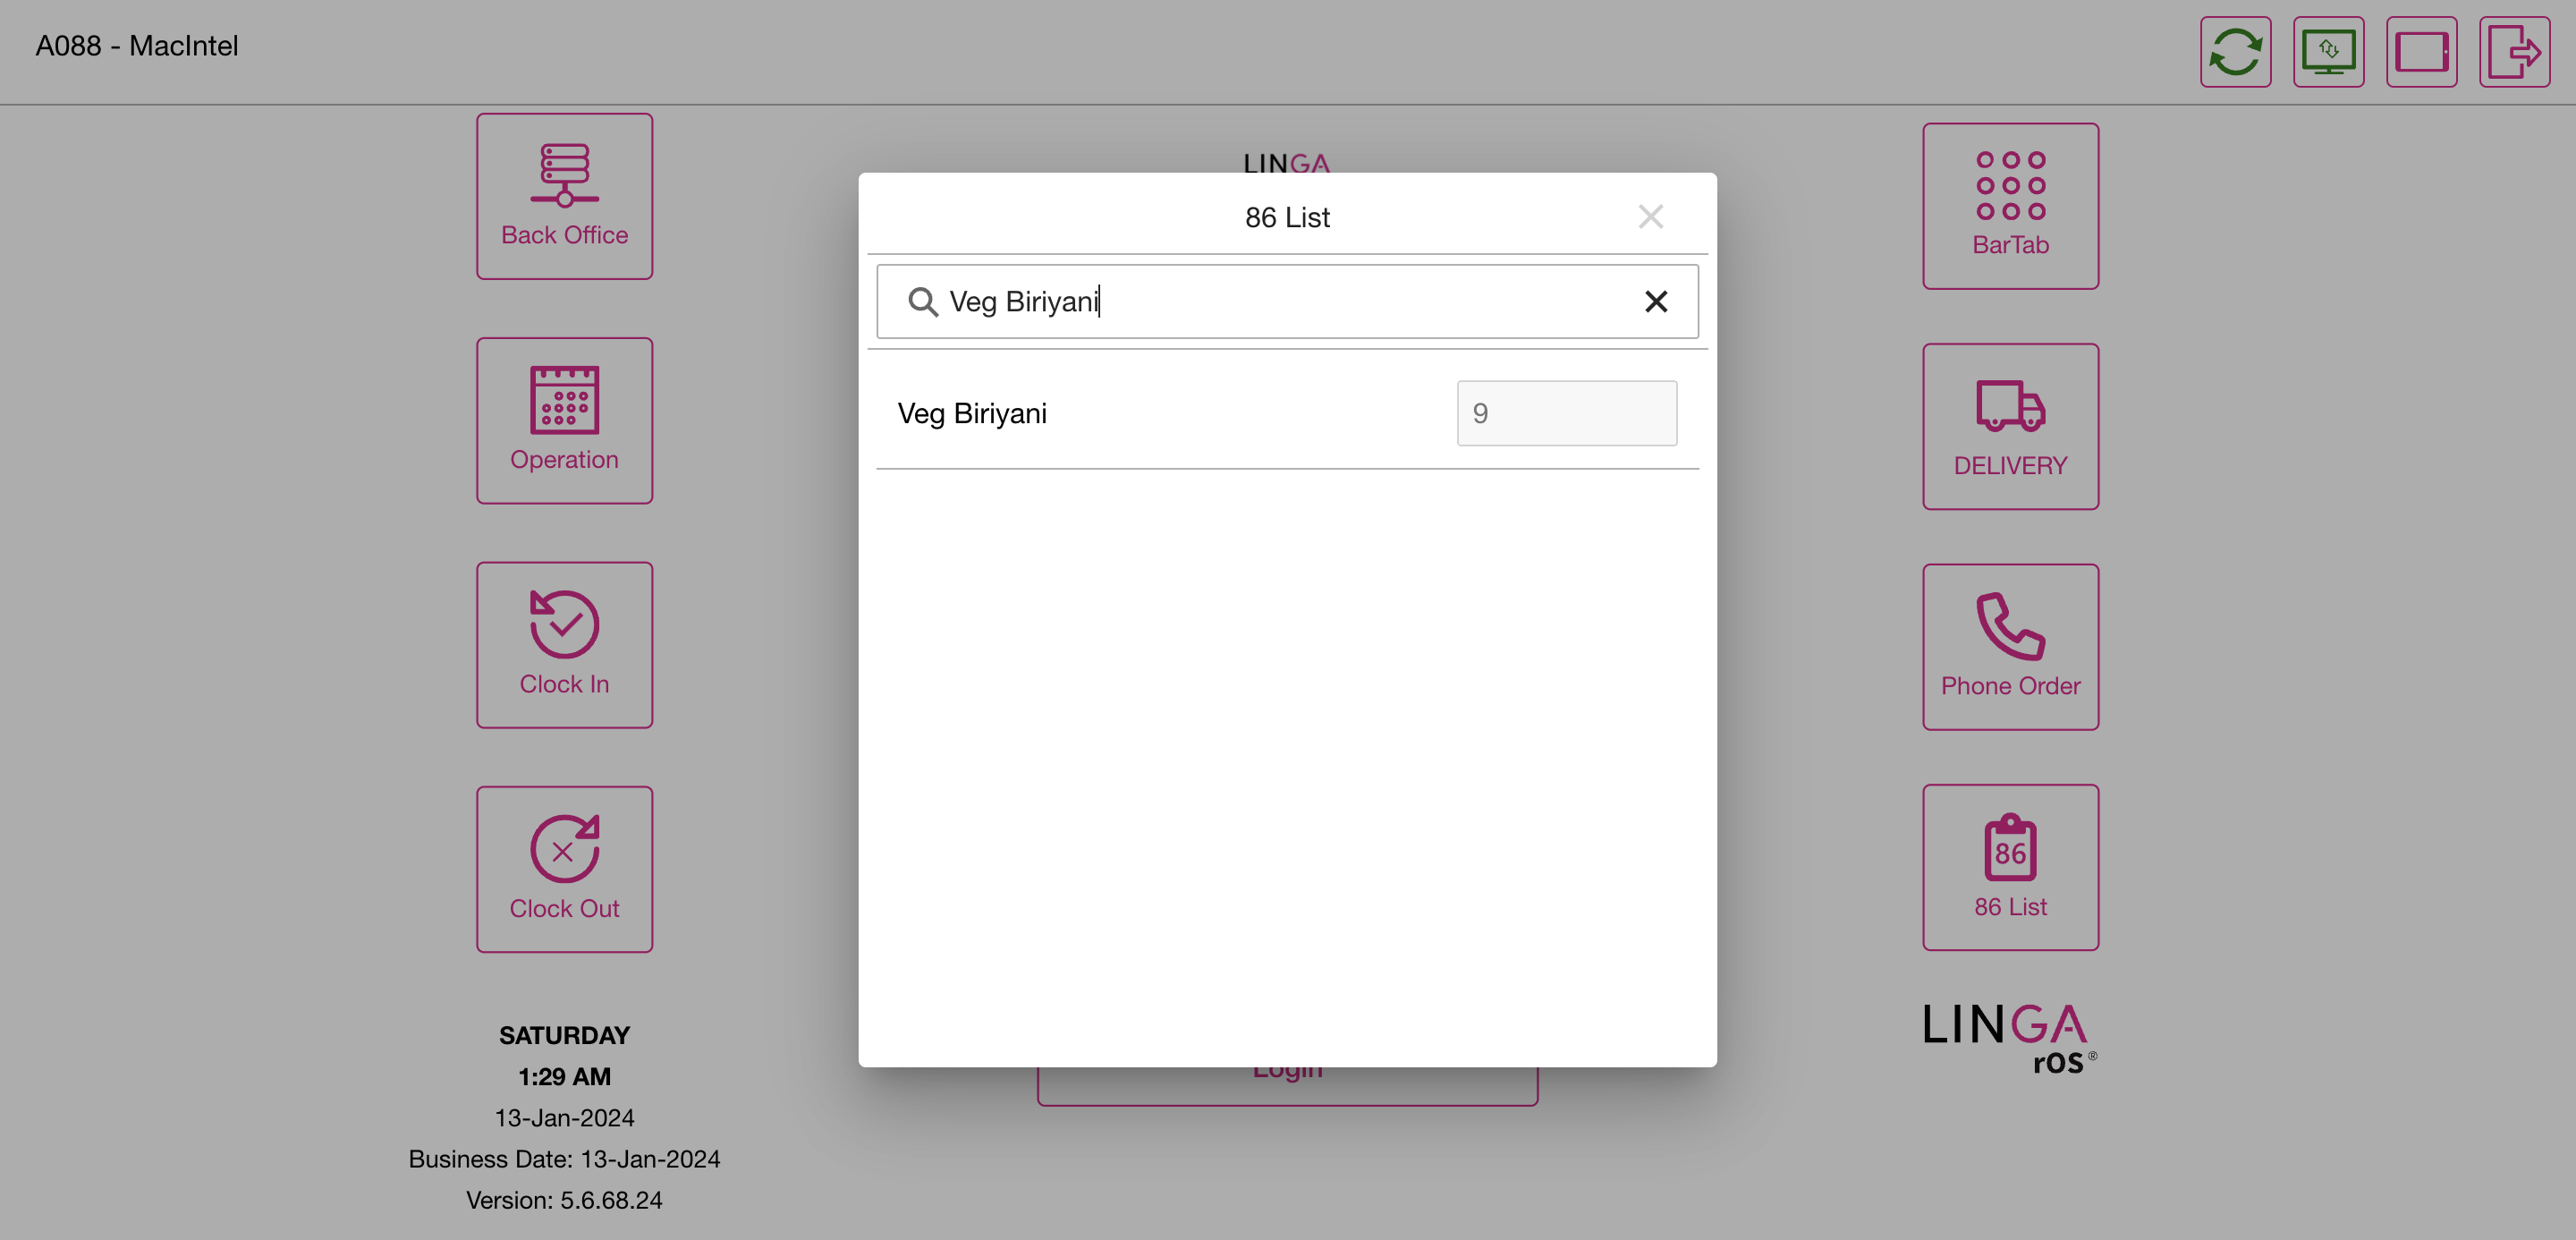 A088 - MacIntel
Back Office
Operation
Clock In
Clock Out
SATURDAY
1:29 AM
13-Jan-2024
Business Date: 13-Jan-2024
Version: 5.6.68.24
LINGA
86 List
Veg Biriyani
Veg Biriyani 9
Login
BarTab
DELIVERY
Phone Order
86
86 List
LINGA
rOS®